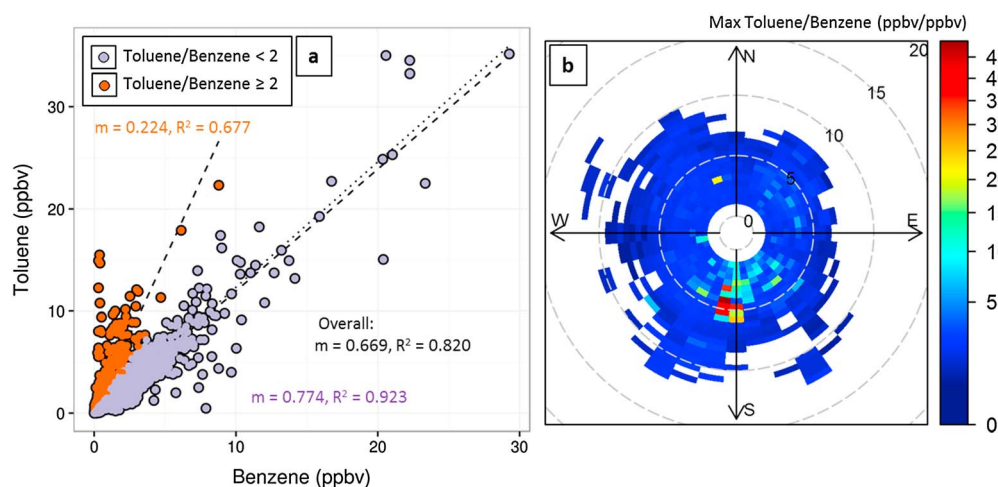 Max Toluene/Benzene (ppbv/ppbv)
Toluene/Benzene < 2
Toluene/Benzene ≥ 2
a
m = 0.224, R² = 0.677
Overall:
m = 0.669, R² = 0.820
m = 0.774, R² = 0.923
Toluene (ppbv)
30
20
10
0
0
10
20
30
Benzene (ppbv)
b
N
W
E
S
20
15
10
5
0
4
4
3
3
2
2
1
1
5
0